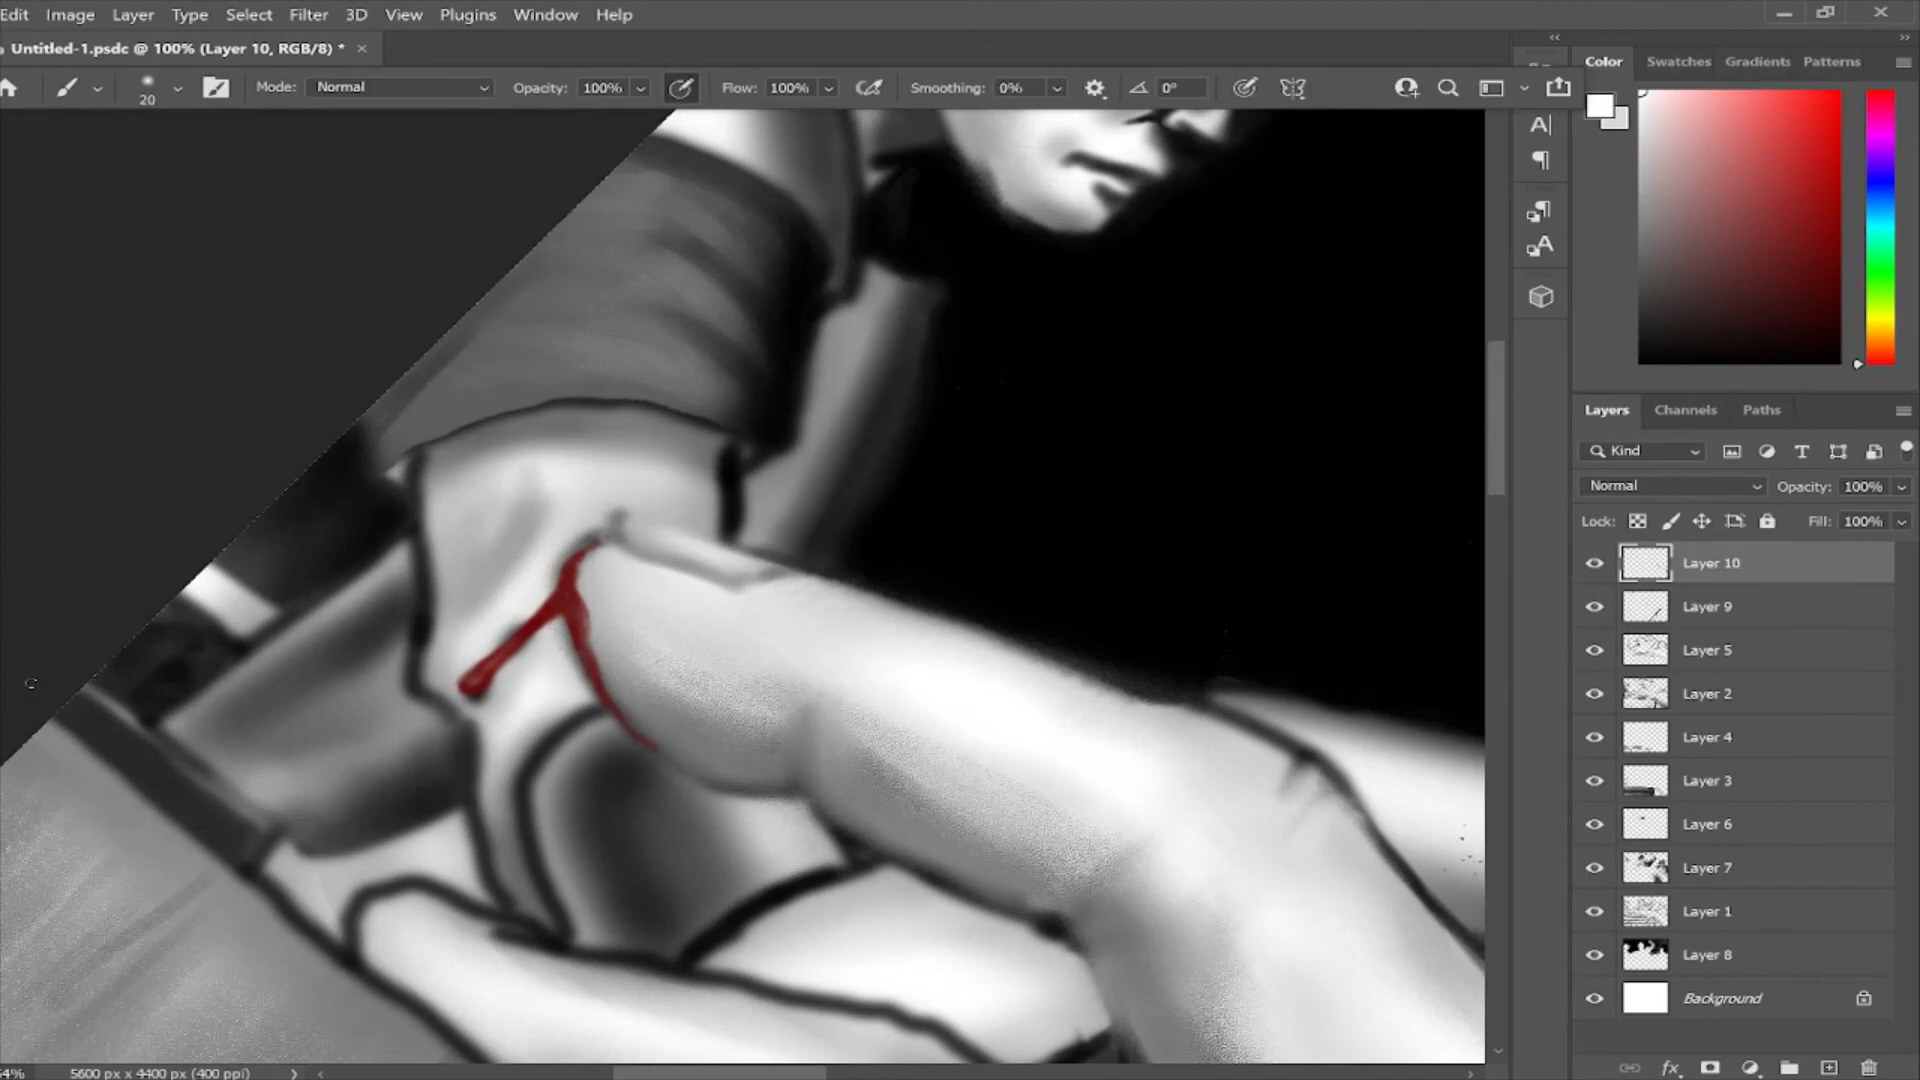 Edit Image Layer Type Select Filter 3D View Plugins Window Help
Untitled-1.psdc @ 100% (Layer 10, RGB/8) *
20 Mode: Normal Opacity: 100% Flow: 100% Smoothing: 0% 0°
Color Swatches Gradients Patterns
Layers Channels Paths
Kind
Normal Opacity: 100%
Lock: Fill: 100%
Layer 10
Layer 9
Layer 5
Layer 2
Layer 4
Layer 3
Layer 6
Layer 7
Layer 1
Layer 8
Background
fx
5600 px x 4400 px (400 ppi)